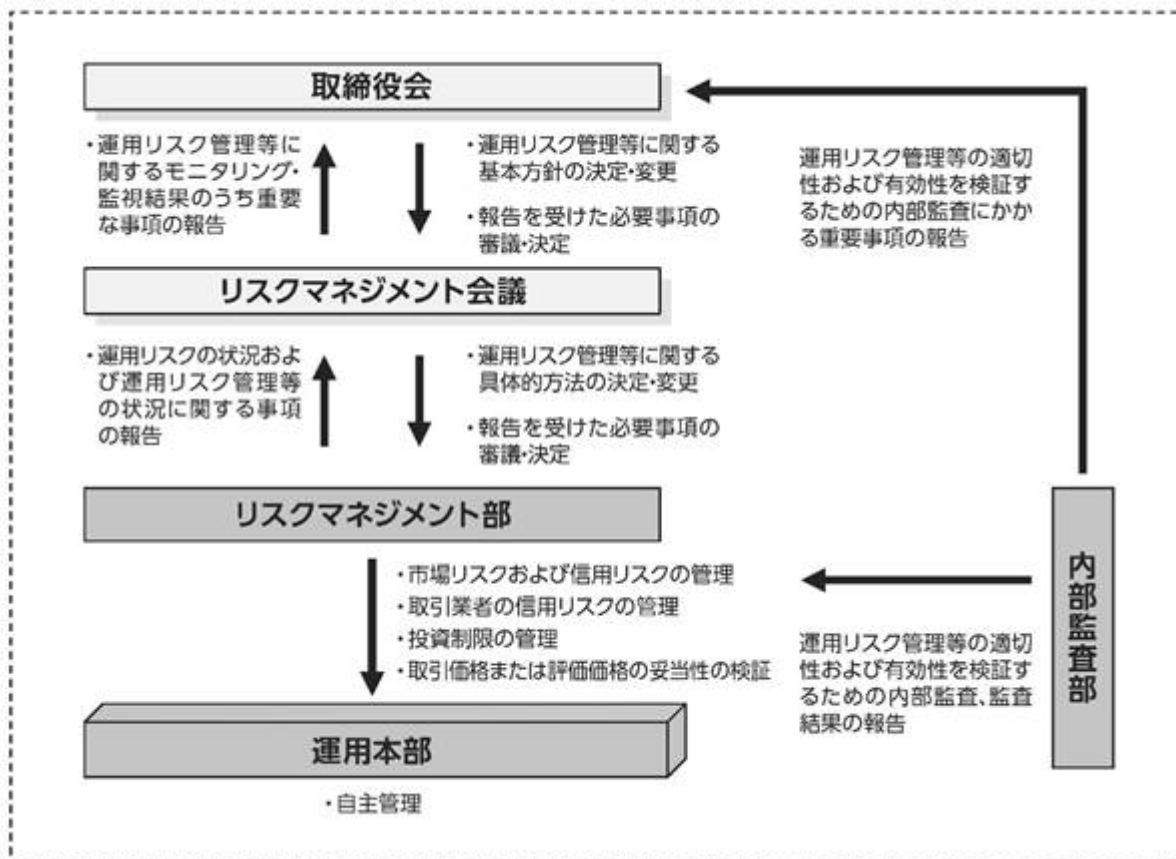 取締役会
・運用リスク管理等に
関するモニタリング・
監視結果のうち重要
な事項の報告
・運用リスク管理等に関する
基本方針の決定・変更
・報告を受けた必要事項の
審議・決定
運用リスク管理等の適切
性および有効性を検証す
るための内部監査にかか
る重要事項の報告
リスクマネジメント会議
・運用リスクの状況およ
び運用リスク管理等
の状況に関する事項
の報告
・運用リスク管理等に関する
具体的方法の決定・変更
・報告を受けた必要事項の
審議・決定
リスクマネジメント部
・市場リスクおよび信用リスクの管理
・取引業者の信用リスクの管理
・投資制限の管理
・取引価格または評価価格の妥当性の検証
内部監査部
運用リスク管理等の適切
性および有効性を検証す
るための内部監査、監査
結果の報告
運用本部
・自主管理